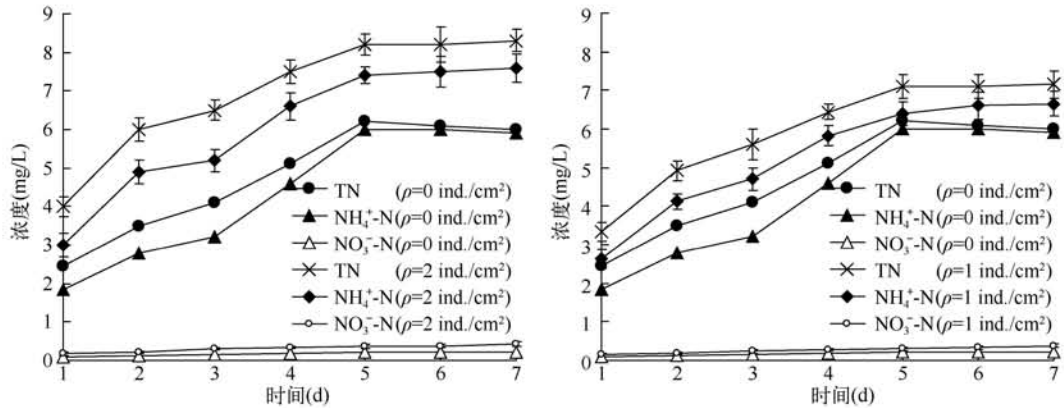 9
8
7
6
5
4
3
2
1
0
浓度(mg/L)
1 2 3 4 5 6 7
时间(d)
TN (ρ=0 ind./cm²)
NH₄⁺-N(ρ=0 ind./cm²)
NO₃⁻-N(ρ=0 ind./cm²)
TN (ρ=2 ind./cm²)
NH₄⁺-N(ρ=2 ind./cm²)
NO₃⁻-N(ρ=2 ind./cm²)
9
8
7
6
5
4
3
2
1
0
浓度(mg/L)
1 2 3 4 5 6 7
时间(d)
TN (ρ=0 ind./cm²)
NH₄⁺-N(ρ=0 ind./cm²)
NO₃⁻-N(ρ=0 ind./cm²)
TN (ρ=1 ind./cm²)
NH₄⁺-N(ρ=1 ind./cm²)
NO₃⁻-N(ρ=1 ind./cm²)